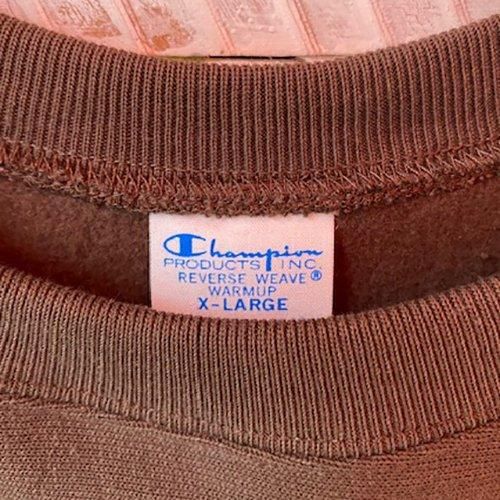 Champion
PRODUCTS INC.
REVERSE WEAVE®
WARMUP
X-LARGE